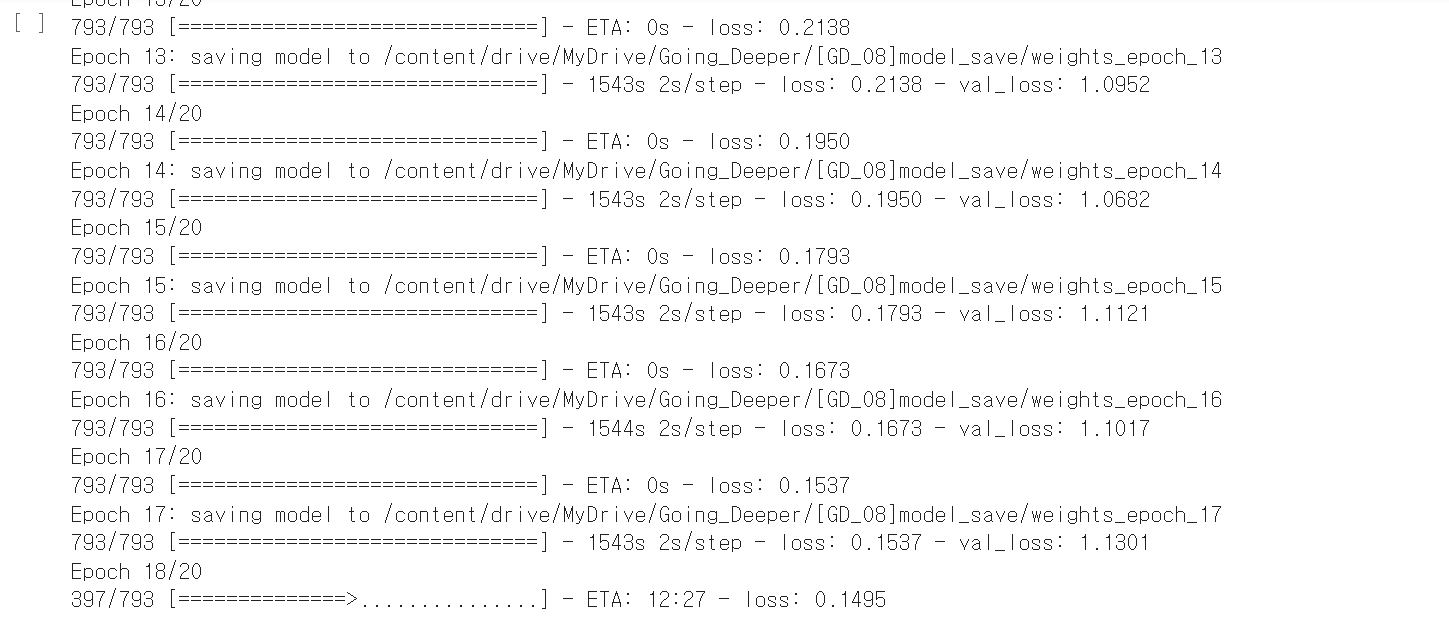 [ ]
Epoch 13/20
793/793 [==============================] - ETA: 0s - loss: 0.2138
Epoch 13: saving model to /content/drive/MyDrive/Going_Deeper/[GD_08]model_save/weights_epoch_13
793/793 [==============================] - 1543s 2s/step - loss: 0.2138 - val_loss: 1.0952
Epoch 14/20
793/793 [==============================] - ETA: 0s - loss: 0.1950
Epoch 14: saving model to /content/drive/MyDrive/Going_Deeper/[GD_08]model_save/weights_epoch_14
793/793 [==============================] - 1543s 2s/step - loss: 0.1950 - val_loss: 1.0682
Epoch 15/20
793/793 [==============================] - ETA: 0s - loss: 0.1793
Epoch 15: saving model to /content/drive/MyDrive/Going_Deeper/[GD_08]model_save/weights_epoch_15
793/793 [==============================] - 1543s 2s/step - loss: 0.1793 - val_loss: 1.1121
Epoch 16/20
793/793 [==============================] - ETA: 0s - loss: 0.1673
Epoch 16: saving model to /content/drive/MyDrive/Going_Deeper/[GD_08]model_save/weights_epoch_16
793/793 [==============================] - 1544s 2s/step - loss: 0.1673 - val_loss: 1.1017
Epoch 17/20
793/793 [==============================] - ETA: 0s - loss: 0.1537
Epoch 17: saving model to /content/drive/MyDrive/Going_Deeper/[GD_08]model_save/weights_epoch_17
793/793 [==============================] - 1543s 2s/step - loss: 0.1537 - val_loss: 1.1301
Epoch 18/20
397/793 [==============>...............] - ETA: 12:27 - loss: 0.1495